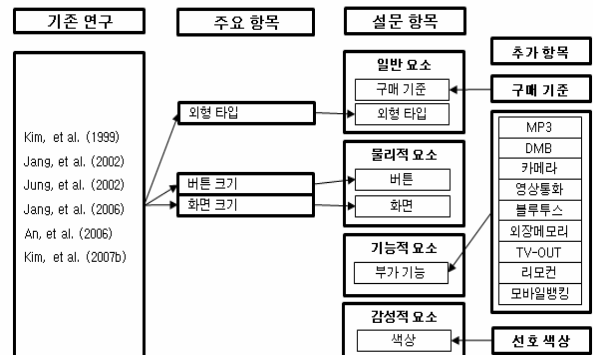 기존 연구
Kim, et al. (1999)
Jang, et al. (2002)
Jung, et al. (2002)
Jang, et al. (2006)
An, et al. (2006)
Kim, et al. (2007b)
주요 항목
외형 타입
버튼 크기
화면 크기
설문 항목
일반 요소
구매 기준
외형 타입
물리적 요소
버튼
화면
기능적 요소
부가 기능
감성적 요소
색상
추가 항목
구매 기준
MP3
DMB
카메라
영상통화
블루투스
외장메모리
TV-OUT
리모컨
모바일뱅킹
선호 색상